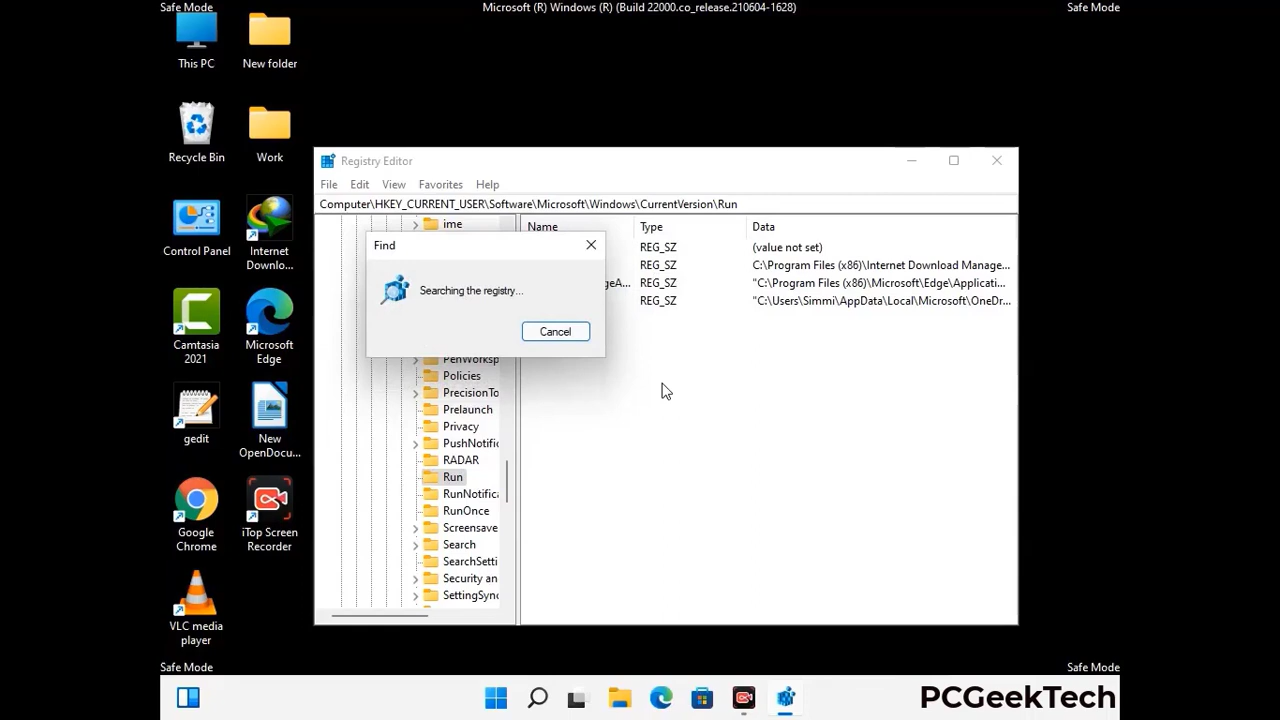 Safe Mode
Microsoft (R) Windows (R) (Build 22000.co_release.210604-1628)
Safe Mode
This PC
New folder
Recycle Bin
Work
Control Panel
Internet
Downlo...
Camtasia
2021
Microsoft
Edge
gedit
New
OpenDocu...
Google
Chrome
iTop Screen
Recorder
VLC media
player
Registry Editor
File Edit View Favorites Help
Computer\HKEY_CURRENT_USER\Software\Microsoft\Windows\CurrentVersion\Run
ime
PenWorksp
Policies
PrecisionTo
Prelaunch
Privacy
PushNotific
RADAR
Run
RunNotifica
RunOnce
Screensave
Search
SearchSetti
Security an
SettingSync
Name Type Data
REG_SZ (value not set)
REG_SZ C:\Program Files (x86)\Internet Download Manage...
geA... REG_SZ "C:\Program Files (x86)\Microsoft\Edge\Applicati...
REG_SZ "C:\Users\Simmi\AppData\Local\Microsoft\OneDr...
Find
Searching the registry...
Cancel
Safe Mode
Safe Mode
PCGeekTech